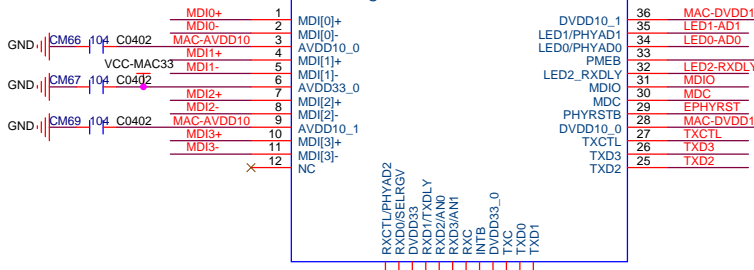 MDI0+ 1 MDI[0]+ DVDD10_1 36 MAC-DVDD1
MDI0- 2 MDI[0]- LED1/PHYAD1 35 LED1-AD1
GND CM66 104 C0402 MAC-AVDD10 3 AVDD10_0 LED0/PHYAD0 34 LED0-AD0
MDI1+ 4 MDI[1]+ PMEB 33
VCC-MAC33 MDI1- 5 MDI[1]- LED2_RXDLY 32 LED2-RXDLY
GND CM67 104 C0402 6 AVDD33_0 MDIO 31 MDIO
MDI2+ 7 MDI[2]+ MDC 30 MDC
MDI2- 8 MDI[2]- PHYRSTB 29 EPHYRST
GND CM69 104 C0402 MAC-AVDD10 9 AVDD10_1 DVDD10_0 28 MAC-DVDD1
MDI3+ 10 MDI[3]+ TXCTL 27 TXCTL
MDI3- 11 MDI[3]- TXD3 26 TXD3
12 NC TXD2 25 TXD2
RXCTL/PHYAD2
RXD0/SELRGV
DVDD33
RXD1/TXDLY
RXD2/AN0
RXD3/AN1
RXC
INTB
DVDD33_0
TXC
TXD0
TXD1